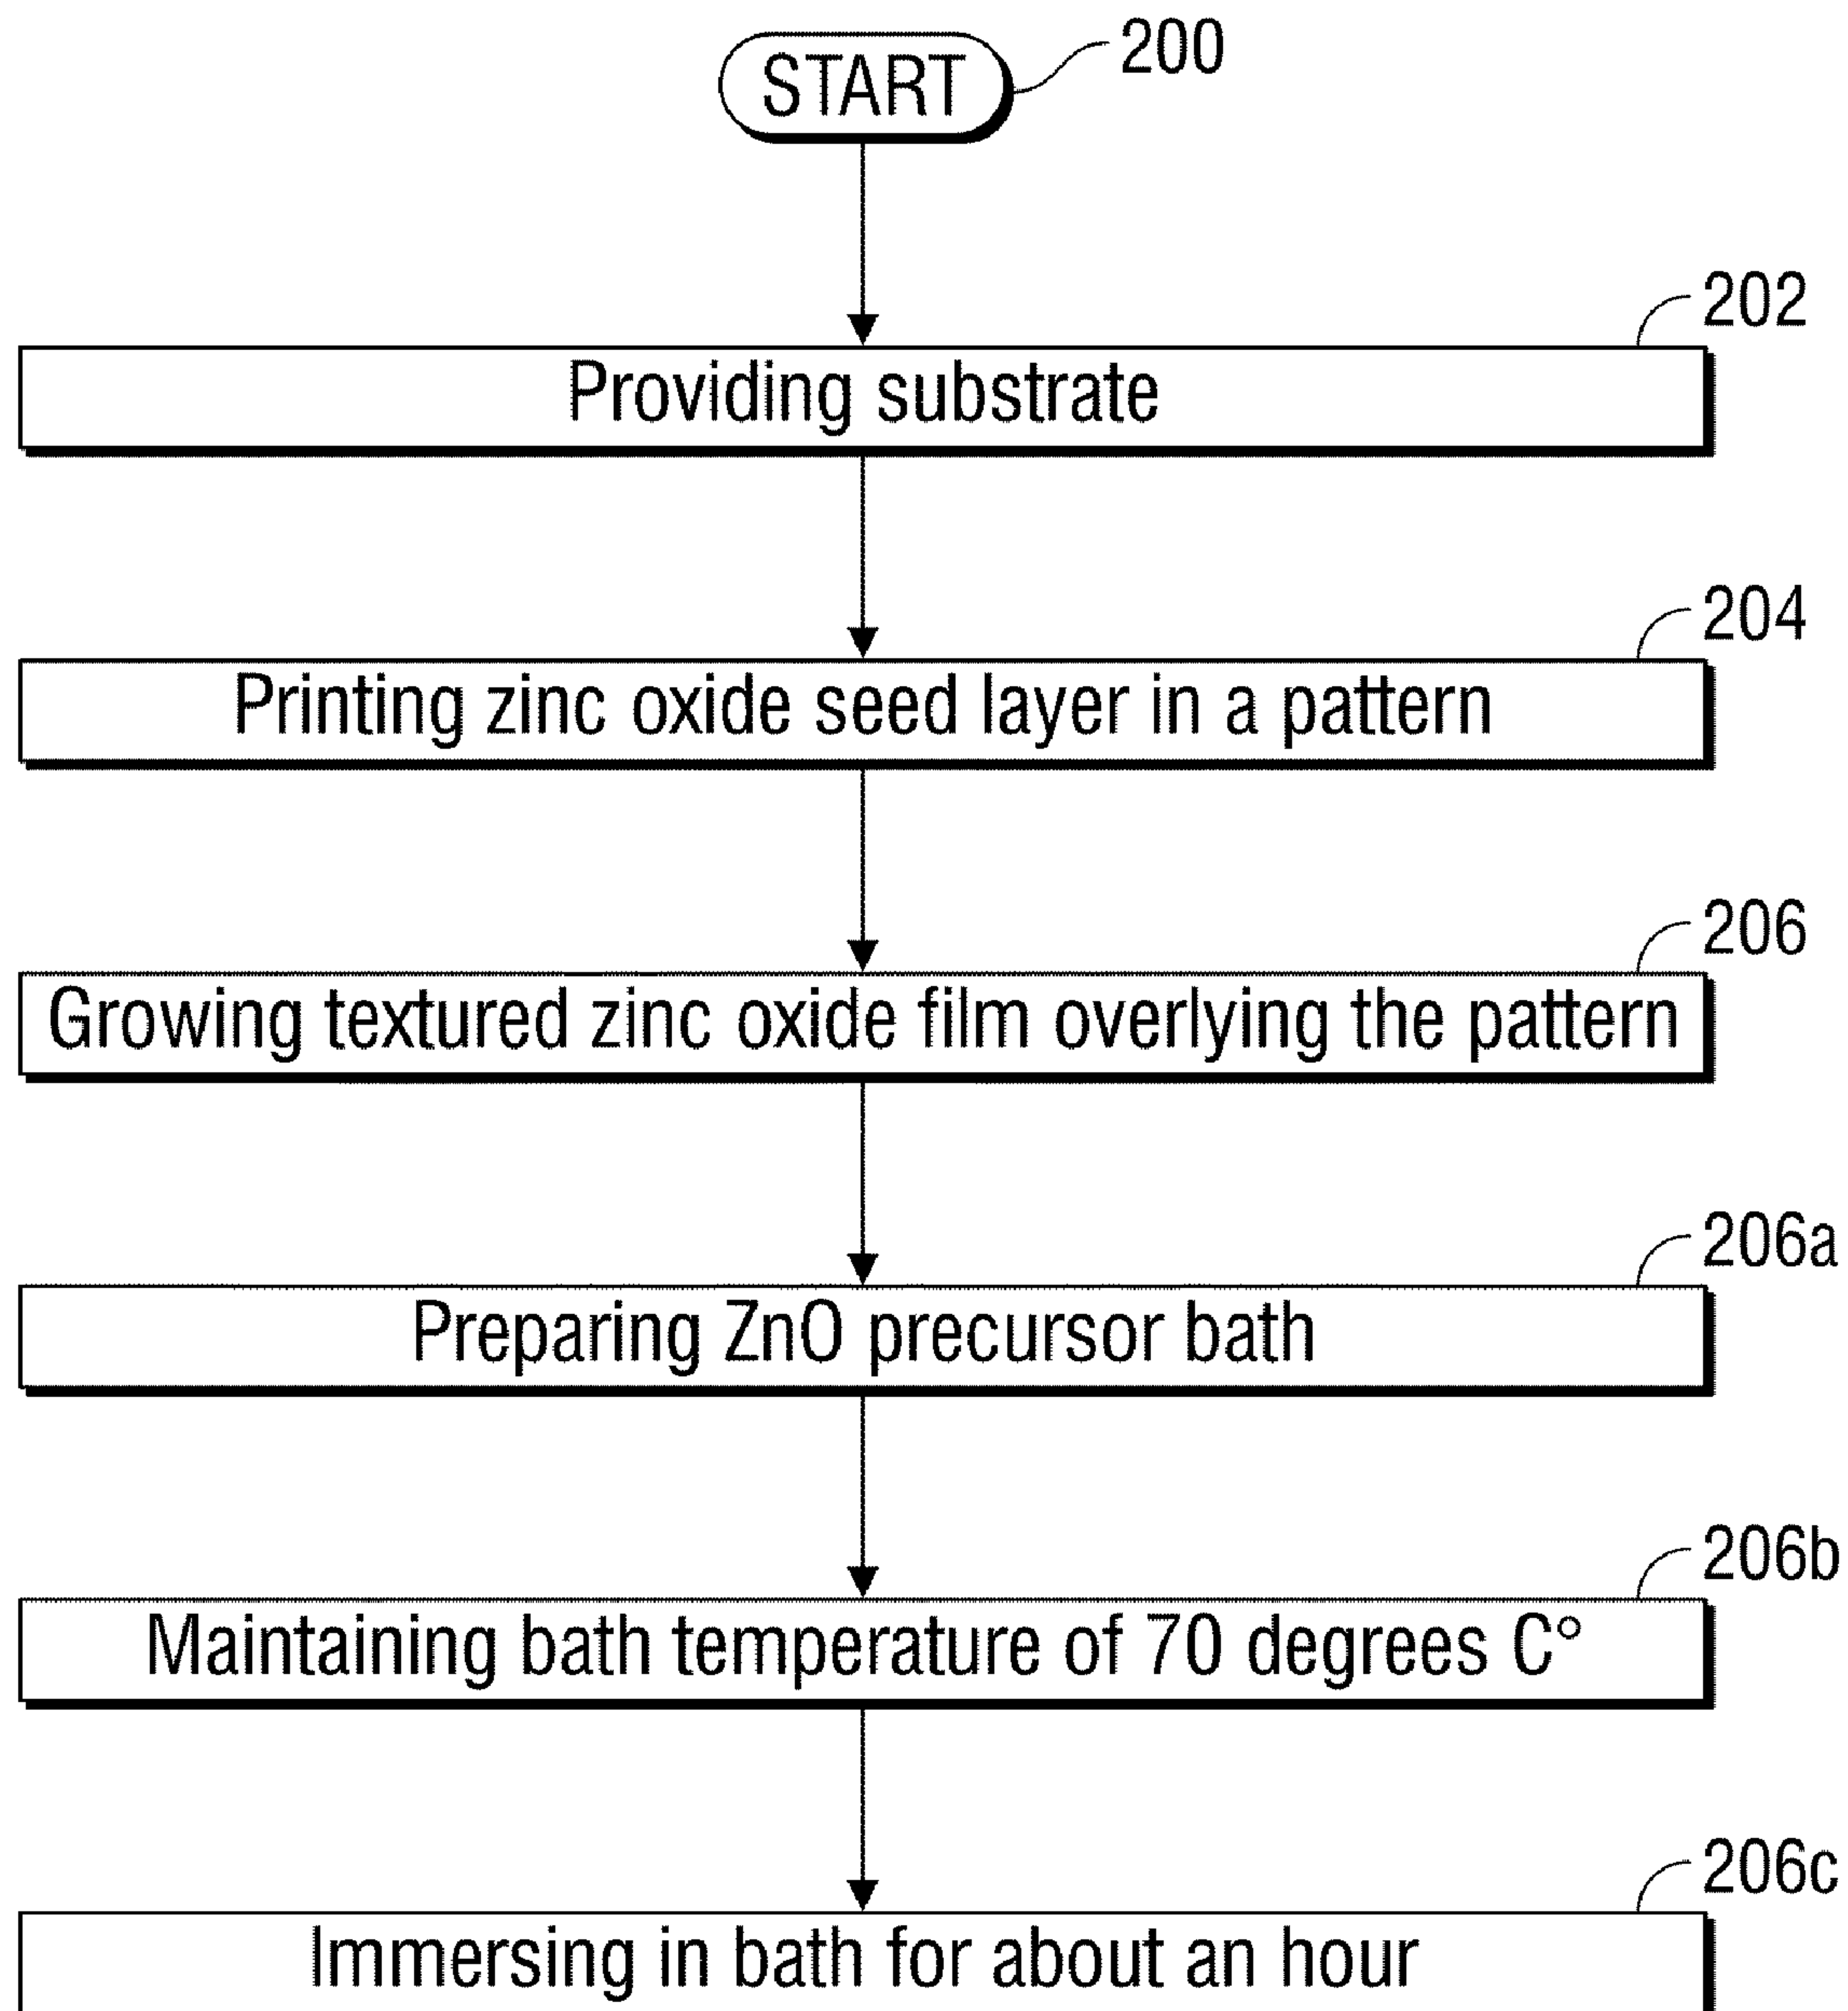 START
200
202
Providing substrate
204
Printing zinc oxide seed layer in a pattern
206
Growing textured zinc oxide film overlying the pattern
206a
Preparing ZnO precursor bath
206b
Maintaining bath temperature of 70 degrees C°
206c
Immersing in bath for about an hour